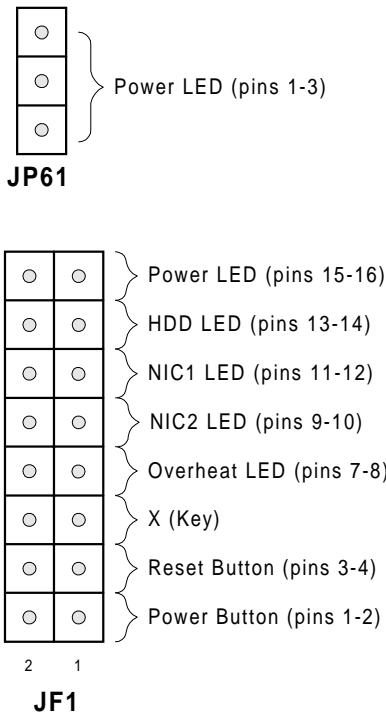 Power LED (pins 1-3)
JP61
Power LED (pins 15-16)
HDD LED (pins 13-14)
NIC1 LED (pins 11-12)
NIC2 LED (pins 9-10)
Overheat LED (pins 7-8)
X (Key)
Reset Button (pins 3-4)
Power Button (pins 1-2)
2 1
JF1